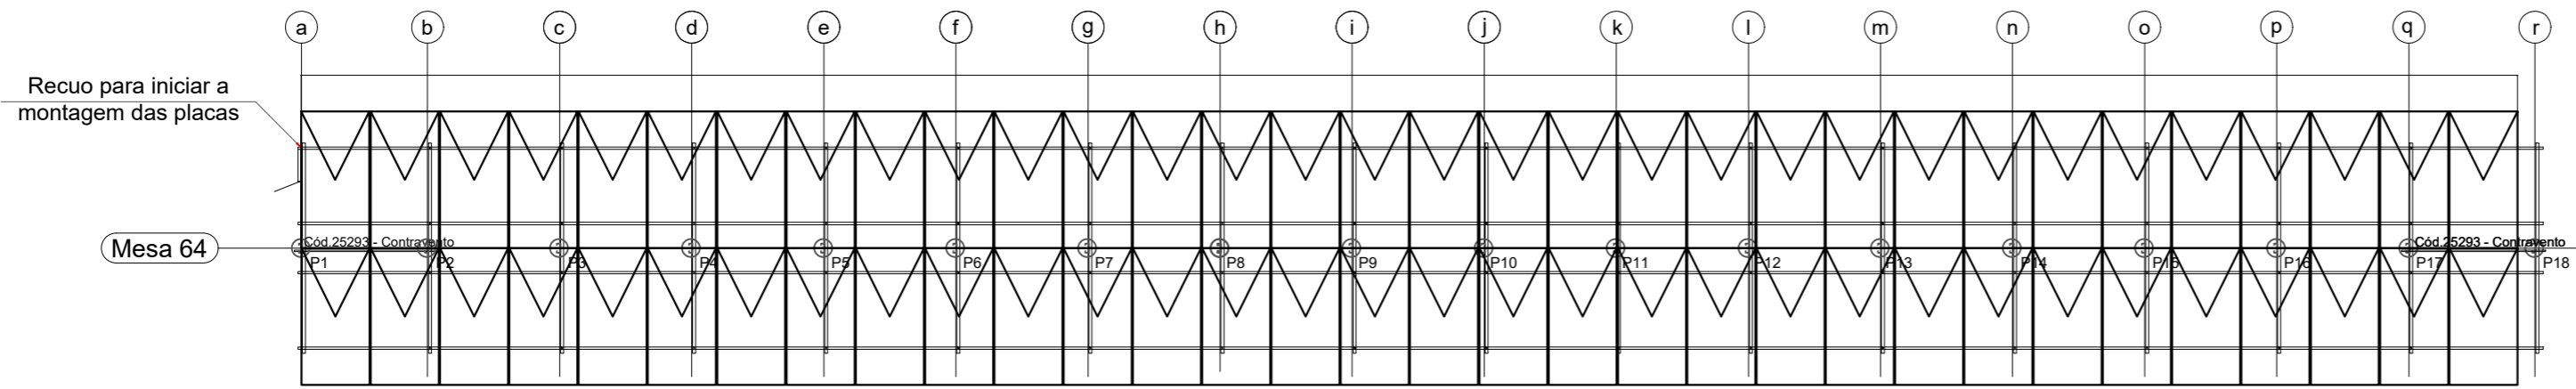 a b c d e f g h i j k l m n o p q r
Recuo para iniciar a
montagem das placas
Mesa 64
Cód.25293 - Contravento
Cód.25293 - Contravento
P1 P2 P3 P4 P5 P6 P7 P8 P9 P10 P11 P12 P13 P14 P15 P16 P17 P18